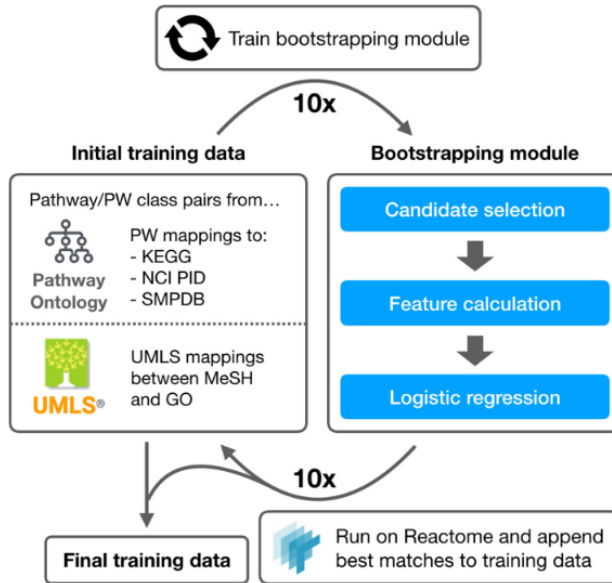 Train bootstrapping module
10x
Initial training data
Pathway/PW class pairs from...
Pathway
Ontology
PW mappings to:
- KEGG
- NCI PID
- SMPDB
UMLS®
UMLS mappings
between MeSH
and GO
Bootstrapping module
Candidate selection
Feature calculation
Logistic regression
10x
Final training data
Run on Reactome and append
best matches to training data